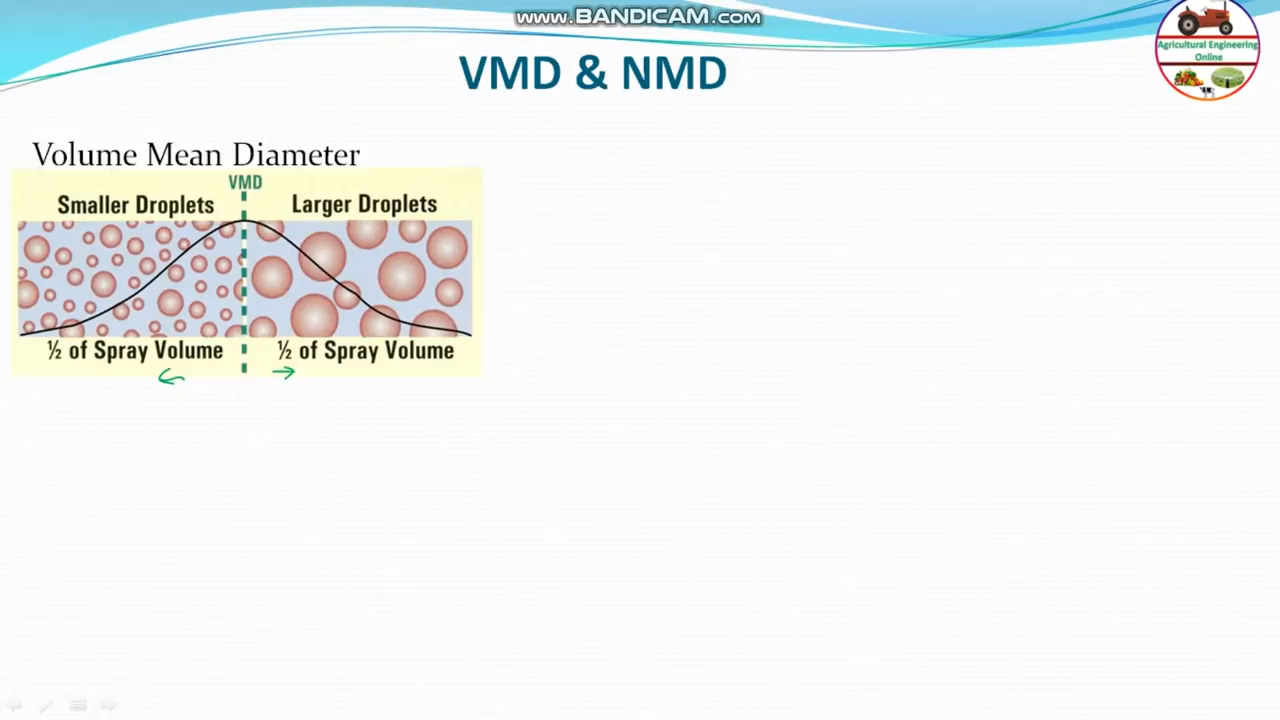 www.BANDICAM.com
VMD & NMD
Agricultural Engineering
Online
Volume Mean Diameter
VMD
Smaller Droplets
Larger Droplets
½ of Spray Volume
½ of Spray Volume